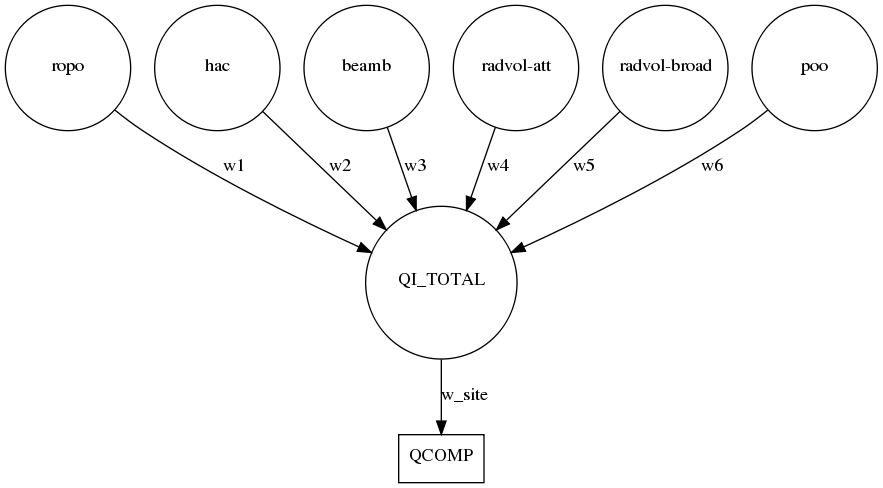 ropo
hac
beamb
radvol-att
radvol-broad
poo
w1
w2
w3
w4
w5
w6
QI_TOTAL
w_site
QCOMP